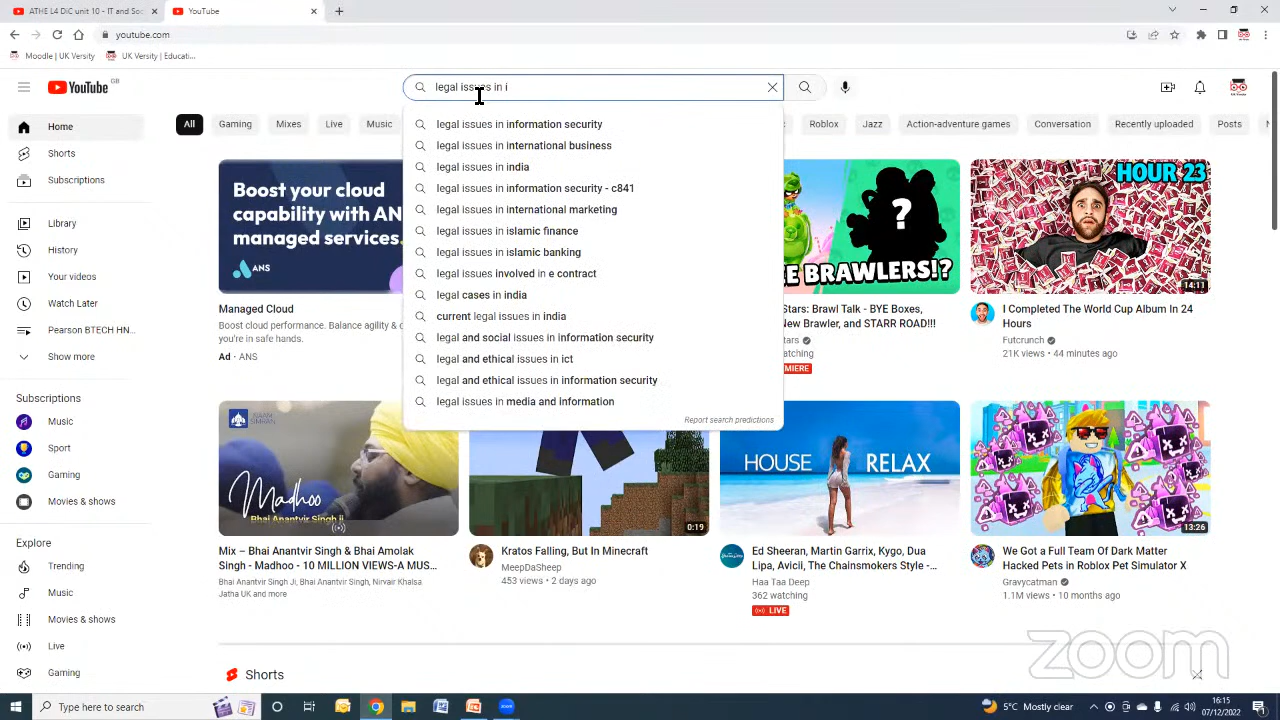 ATHE L4 DiC unit 10 - IT and Soc
YouTube
youtube.com
Moodle | UK Versity
UK Versity | Educati...
YouTube GB
legal issues in i
All
Gaming
Mixes
Live
Music
Roblox
Jazz
Action-adventure games
Conversation
Recently uploaded
Posts
Home
Shorts
Subscriptions
Library
History
Your videos
Watch Later
Pearson BTECH HN...
Show more
Subscriptions
Music
Sport
Gaming
Movies & shows
Explore
Trending
Music
Movies & shows
Live
Gaming
legal issues in information security
legal issues in international business
legal issues in india
legal issues in information security - c841
legal issues in international marketing
legal issues in islamic finance
legal issues in islamic banking
legal issues involved in e contract
legal cases in india
current legal issues in india
legal and social issues in information security
legal and ethical issues in ict
legal and ethical issues in information security
legal issues in media and information
Report search predictions
Boost your cloud
capability with AN
managed services.
ANS
Managed Cloud
Boost cloud performance. Balance agility & c
you're in safe hands.
Ad • ANS
?
E BRAWLERS!?
Stars: Brawl Talk - BYE Boxes,
New Brawler, and STARR ROAD!!!
tars
atching
MIERE
HOUR 23
14:11
I Completed The World Cup Album In 24
Hours
Futcrunch
21K views • 44 minutes ago
NAAM
SIMRAN
Madhoo
Bhai Anantvir Singh ji
Mix – Bhai Anantvir Singh & Bhai Amolak
Singh - Madhoo - 10 MILLION VIEWS-A MUS...
Bhai Anantvir Singh Ji, Bhai Anantvir Singh, Nirvair Khalsa,
Jatha UK and more
0:19
Kratos Falling, But In Minecraft
MeepDaSheep
453 views • 2 days ago
HOUSE RELAX
Ed Sheeran, Martin Garrix, Kygo, Dua
Lipa, Avicii, The Chainsmokers Style -...
Haa Taa Deep
362 watching
LIVE
13:26
We Got a Full Team Of Dark Matter
Hacked Pets in Roblox Pet Simulator X
Gravycatman
1.1M views • 10 months ago
Shorts
zoom
Type here to search
zoom
5°C Mostly clear
16:15
07/12/2022
1